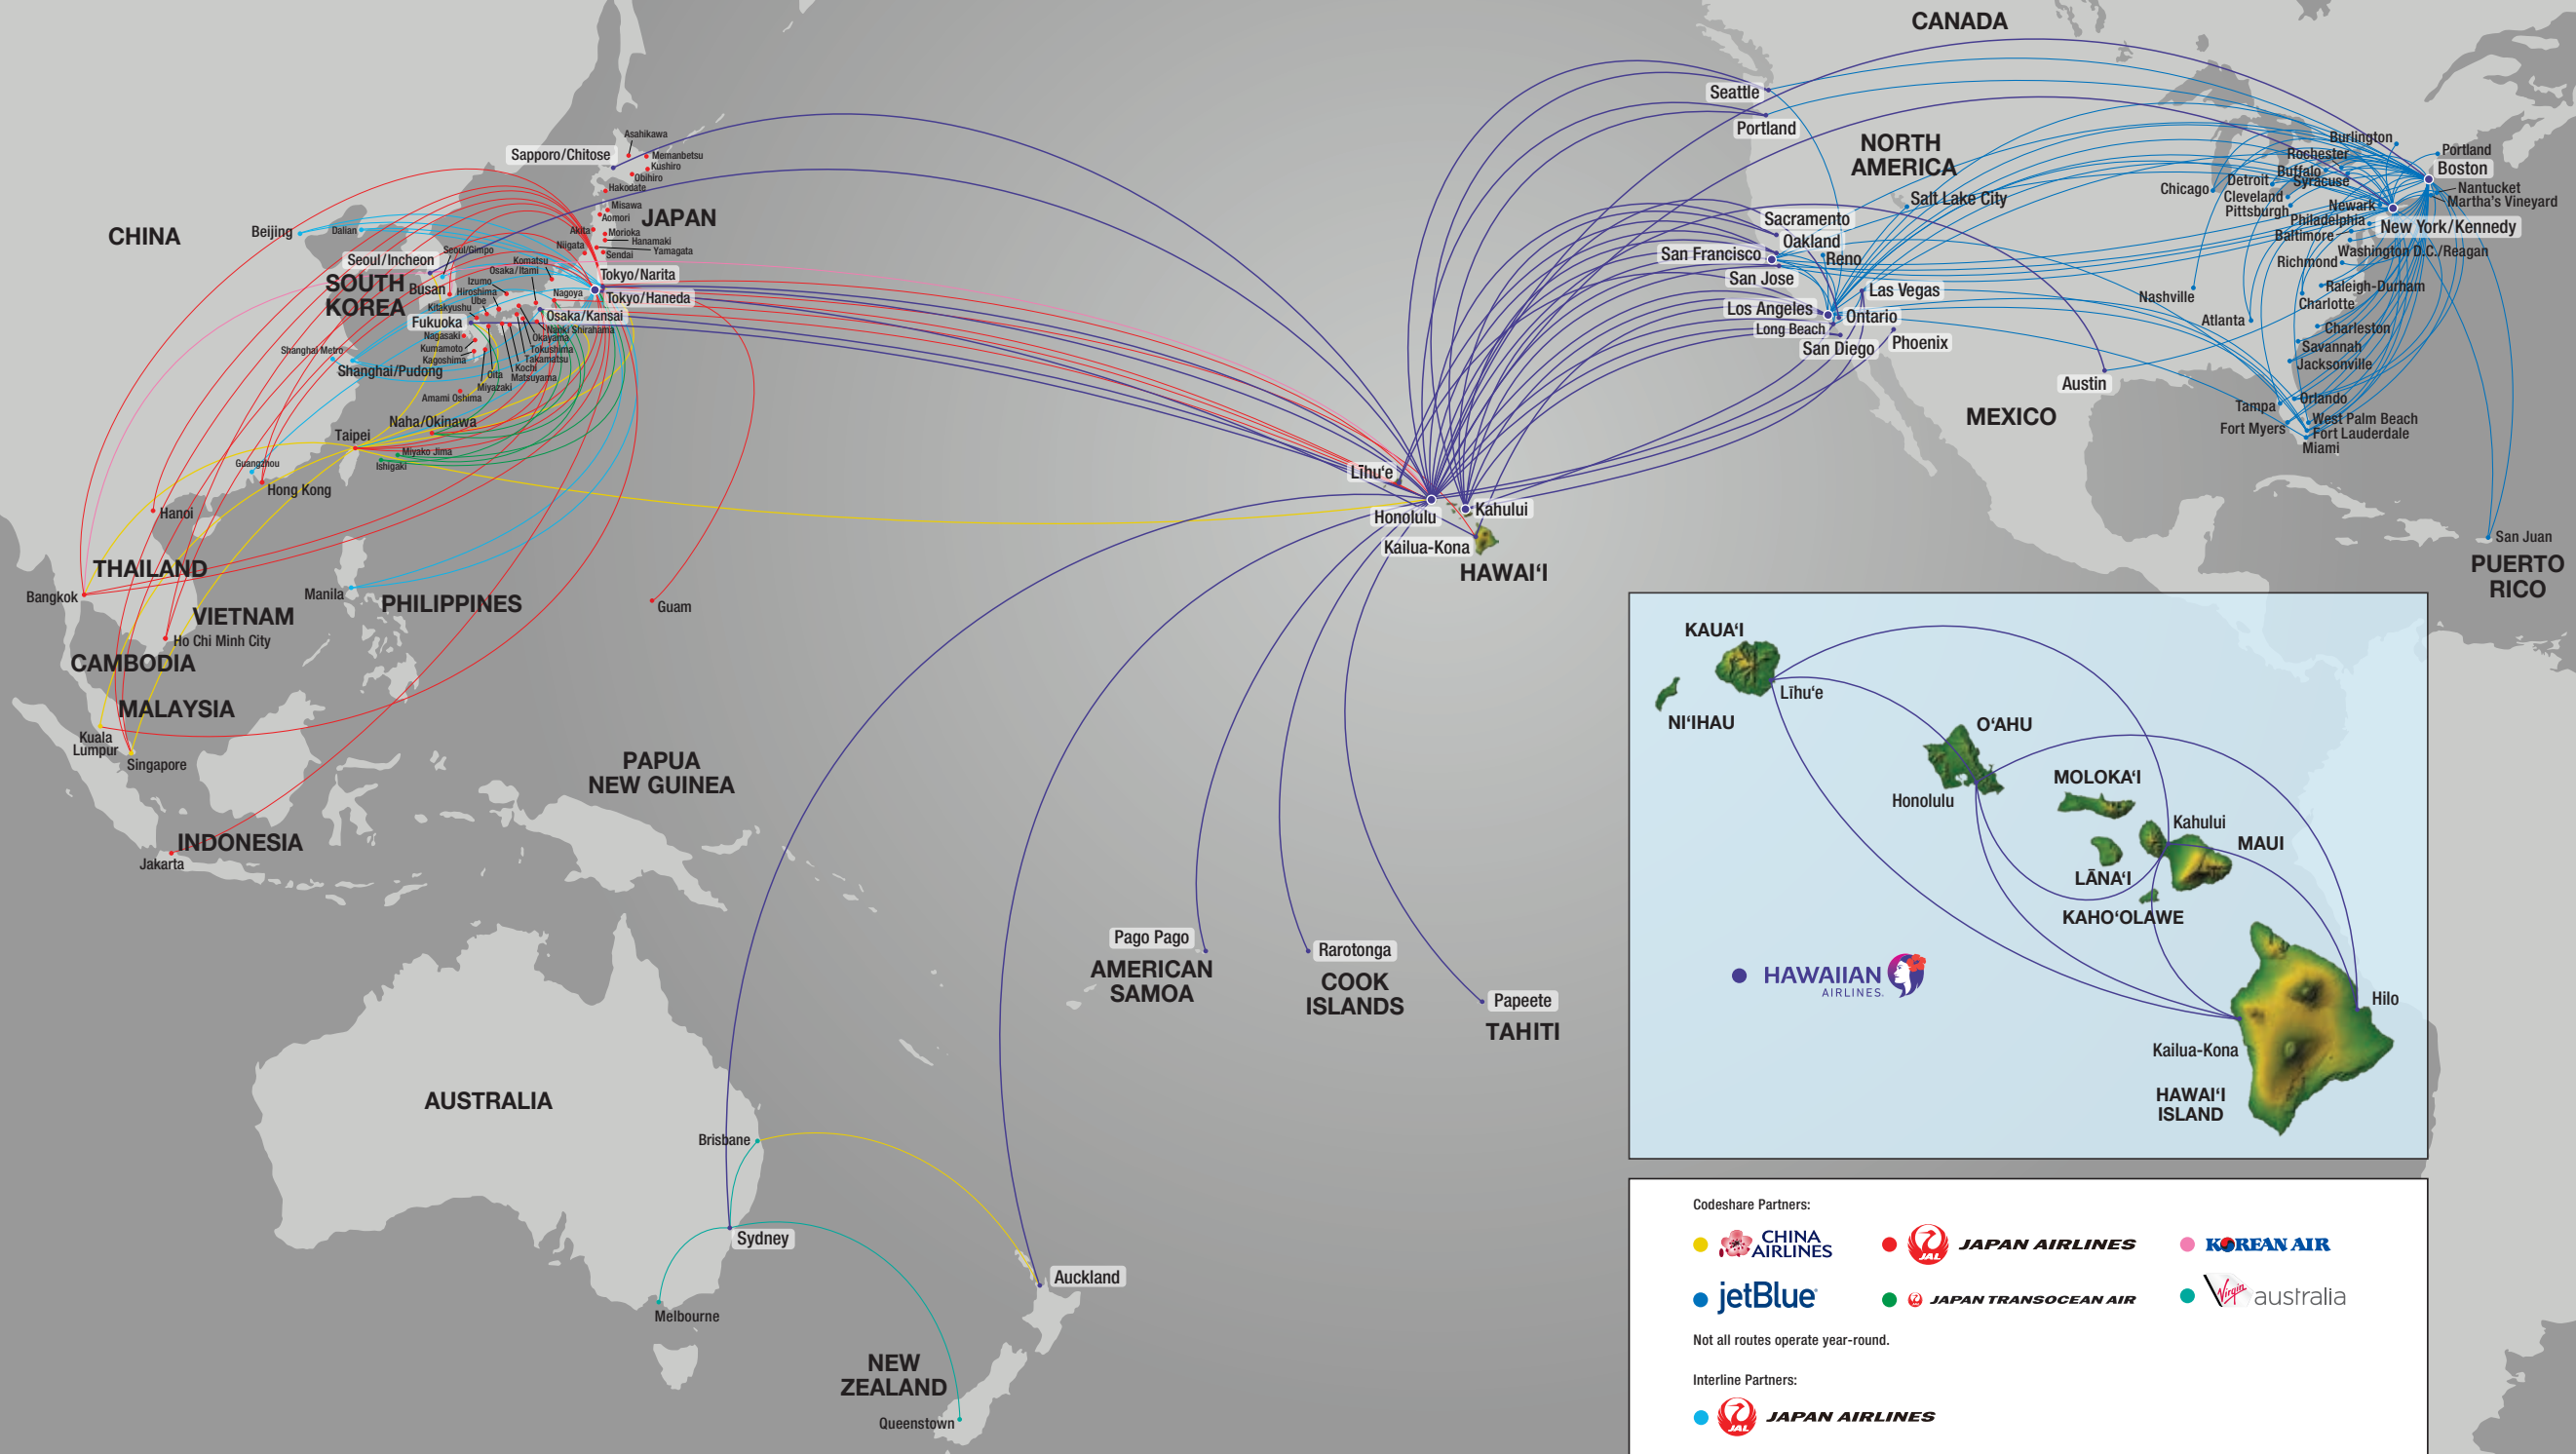 CANADA
Seattle
Portland
NORTH
AMERICA
Salt Lake City
Sacramento
Oakland
San Francisco
Reno
San Jose
Las Vegas
Los Angeles
Ontario
Long Beach
San Diego
Phoenix
Austin
MEXICO
Burlington
Portland
Rochester
Boston
Buffalo
Detroit
Syracuse
Chicago
Nantucket
Martha's Vineyard
Cleveland
Pittsburgh
Newark
Philadelphia
New York/Kennedy
Baltimore
Washington D.C./Reagan
Richmond
Raleigh-Durham
Nashville
Charlotte
Atlanta
Charleston
Savannah
Jacksonville
Orlando
Tampa
West Palm Beach
Fort Myers
Fort Lauderdale
Miami
San Juan
PUERTO
RICO
Asahikawa
Sapporo/Chitose
Memanbetsu
Kushiro
Obihiro
Hakodate
Misawa
Aomori
JAPAN
Akita
Morioka
Hanamaki
Niigata
Yamagata
Sendai
CHINA
Beijing
Dalian
Seoul/Gimpo
Seoul/Incheon
Komatsu
Osaka/Itami
Tokyo/Narita
SOUTH
KOREA
Busan
Izumo
Hiroshima
Ube
Nagoya
Tokyo/Haneda
Kitakyushu
Fukuoka
Osaka/Kansai
Nanki Shirahama
Nagasaki
Okayama
Kumamoto
Tokushima
Kagoshima
Takamatsu
Kochi
Matsuyama
Oita
Miyazaki
Shanghai Metro
Shanghai/Pudong
Amami Oshima
Naha/Okinawa
Taipei
Miyako Jima
Ishigaki
Guangzhou
Hong Kong
Hanoi
THAILAND
Bangkok
Manila
PHILIPPINES
VIETNAM
Ho Chi Minh City
CAMBODIA
MALAYSIA
Kuala
Lumpur
Singapore
INDONESIA
Jakarta
Guam
PAPUA
NEW GUINEA
Līhu‘e
Honolulu
Kahului
Kailua-Kona
HAWAI‘I
Pago Pago
AMERICAN
SAMOA
Rarotonga
COOK
ISLANDS
Papeete
TAHITI
AUSTRALIA
Brisbane
Sydney
Melbourne
Auckland
NEW
ZEALAND
Queenstown
KAUA‘I
Līhu‘e
NI‘IHAU
O‘AHU
Honolulu
MOLOKA‘I
Kahului
MAUI
LĀNA‘I
KAHO‘OLAWE
HAWAIIAN
AIRLINES.
Hilo
Kailua-Kona
HAWAI‘I
ISLAND
Codeshare Partners:
CHINA
AIRLINES
JAL
JAPAN AIRLINES
KOREAN AIR
jetBlue
JAPAN TRANSOCEAN AIR
Virgin
australia
Not all routes operate year-round.
Interline Partners:
JAL
JAPAN AIRLINES